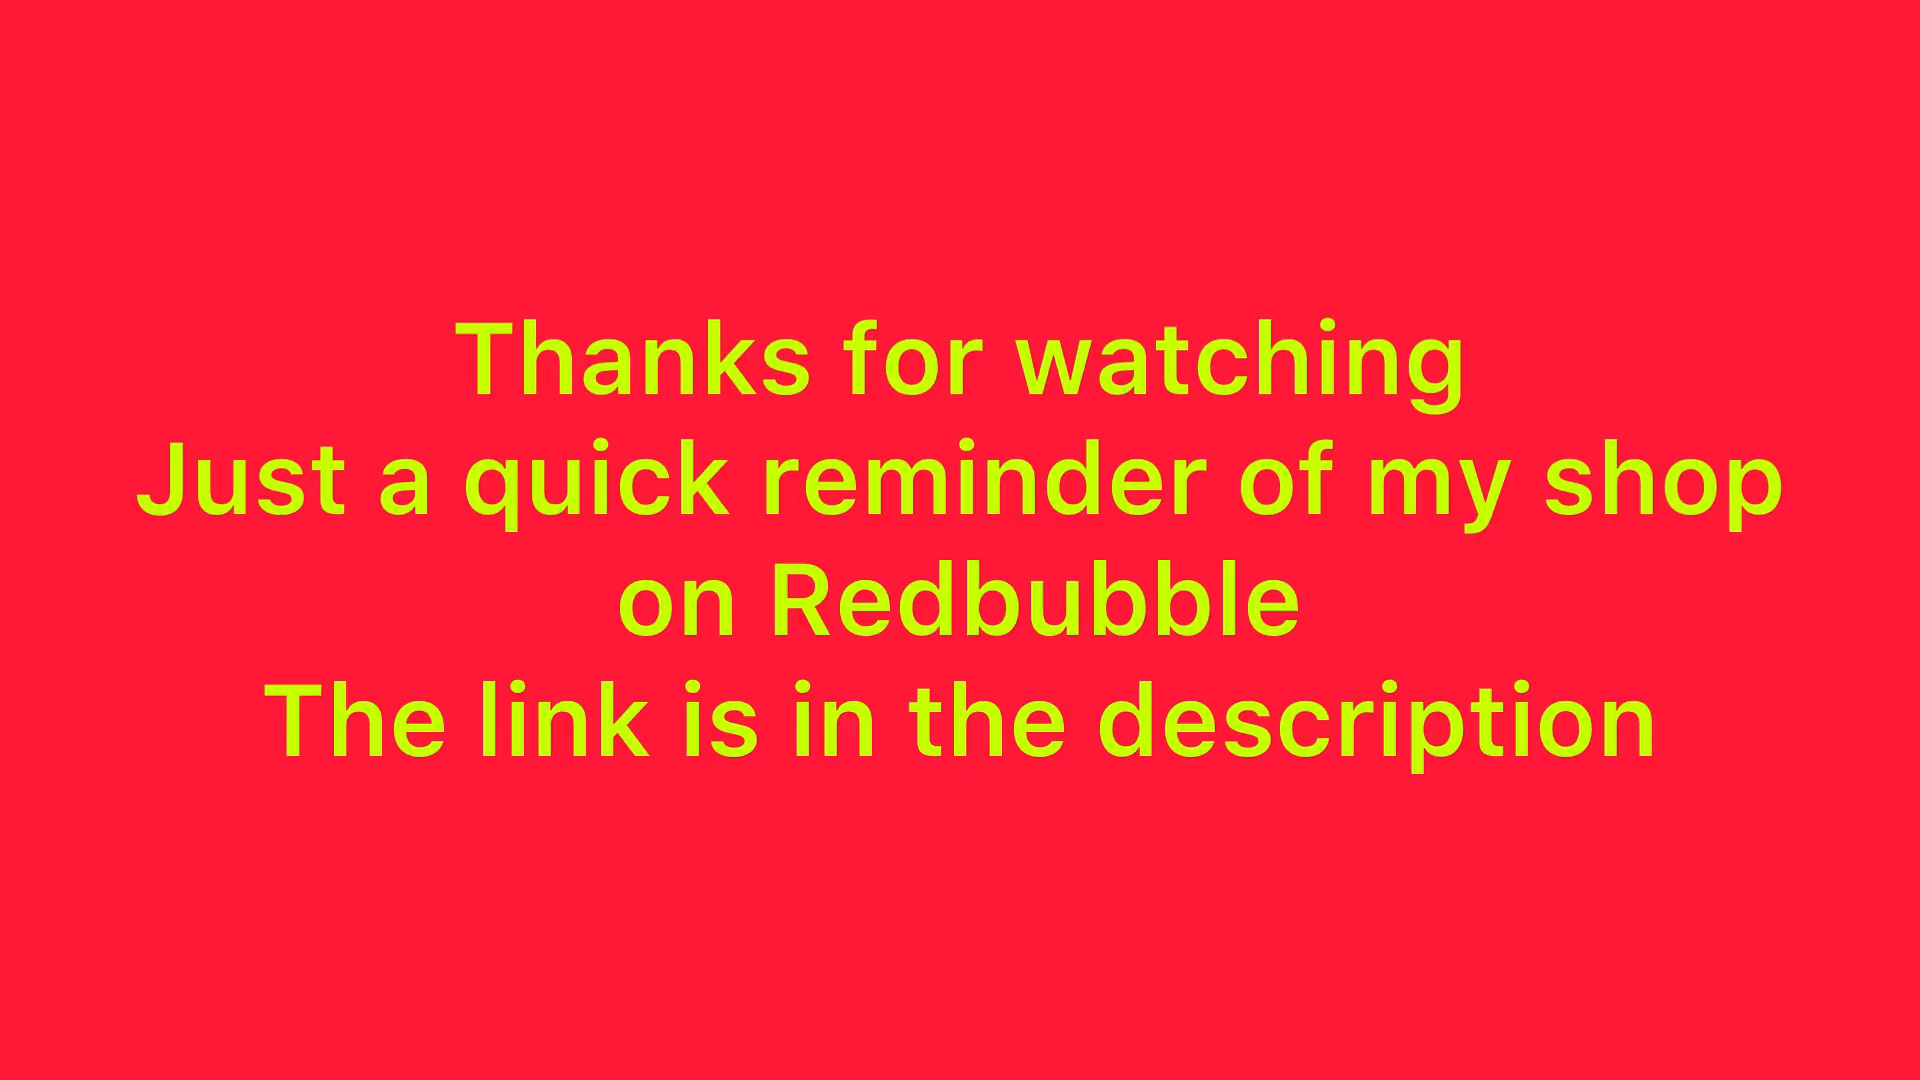 Thanks for watching
Just a quick reminder of my shop
on Redbubble
The link is in the description